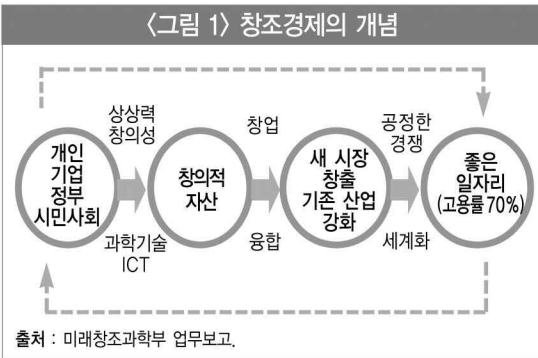 〈그림 1〉 창조경제의 개념
개인
기업
정부
시민사회
상상력
창의성
과학기술
ICT
창의적
자산
창업
융합
새 시장
창출
기존 산업
강화
공정한
경쟁
세계화
좋은
일자리
(고용률 70%)
출처 : 미래창조과학부 업무보고.